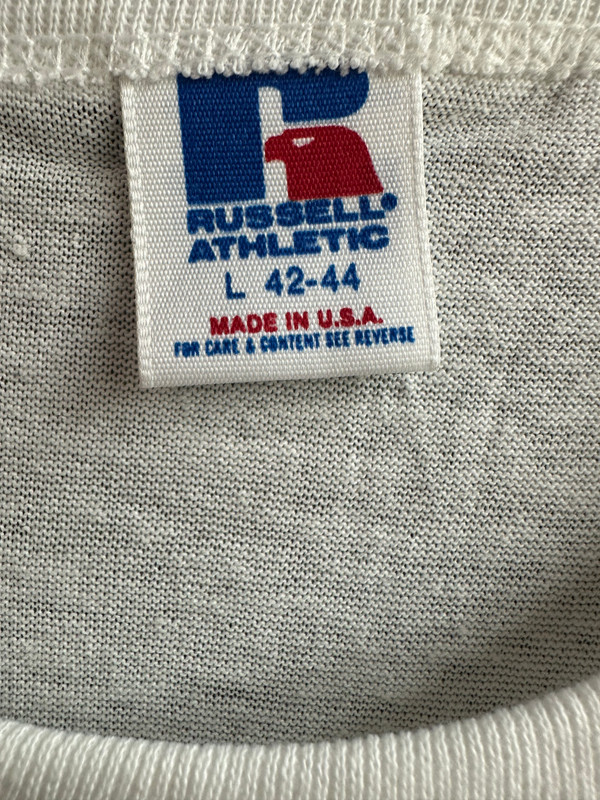 R
RUSSELL®
ATHLETIC
L 42-44
MADE IN U.S.A.
FOR CARE & CONTENT SEE REVERSE